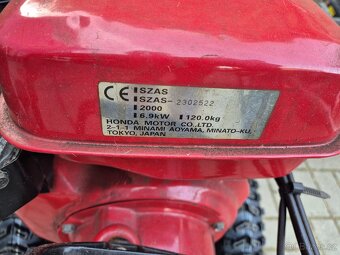 CE SZAS
SZAS-2302522
2000
6.9kW 120.0kg
HONDA MOTOR CO.,LTD.
2-1-1 MINAMI AOYAMA, MINATO-KU,
TOKYO, JAPAN